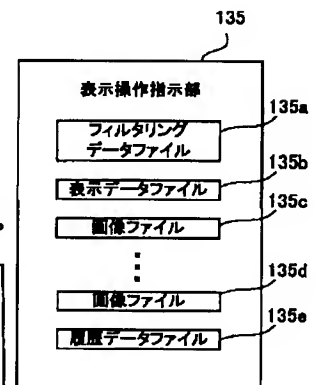 135
表示操作指示部
135a
フィルタリング
データファイル
135b
表示データファイル
135c
画像ファイル
135d
画像ファイル
135e
履歴データファイル